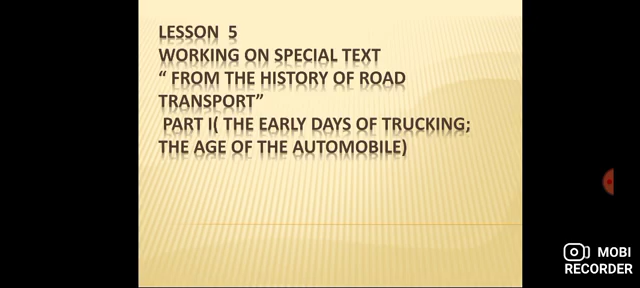 LESSON 5
WORKING ON SPECIAL TEXT
“ FROM THE HISTORY OF ROAD
TRANSPORT”
PART I( THE EARLY DAYS OF TRUCKING;
THE AGE OF THE AUTOMOBILE)
MOBI
RECORDER